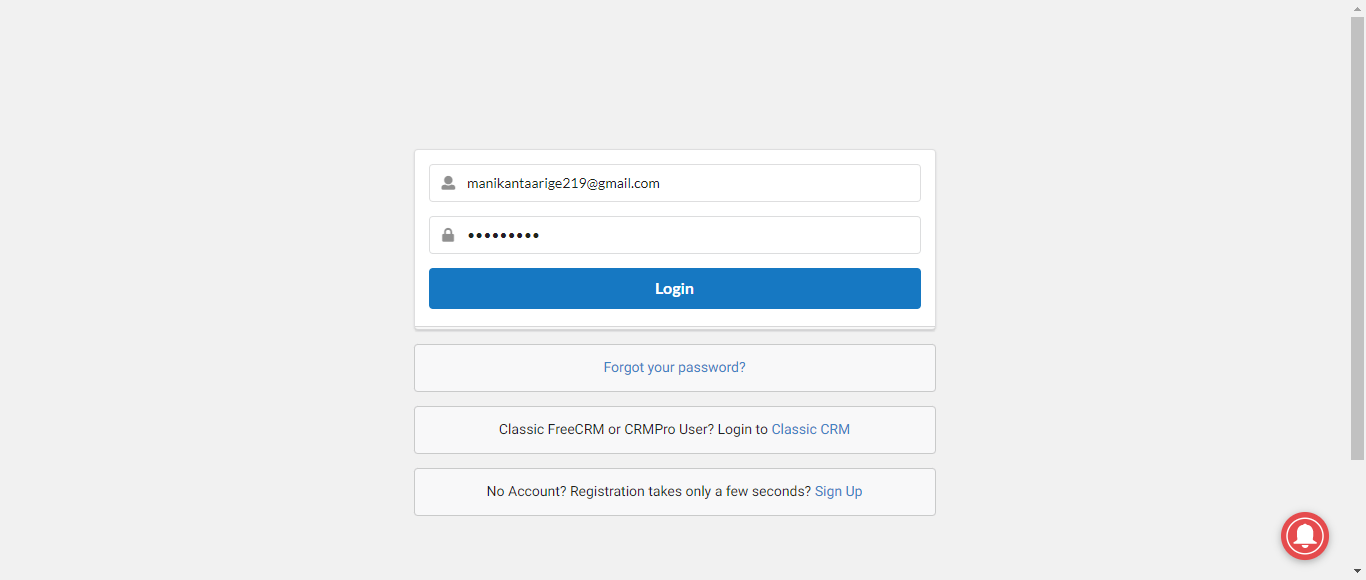 manikantaarige219@gmail.com
•••••••••
Login
Forgot your password?
Classic FreeCRM or CRMPro User? Login to Classic CRM
No Account? Registration takes only a few seconds? Sign Up